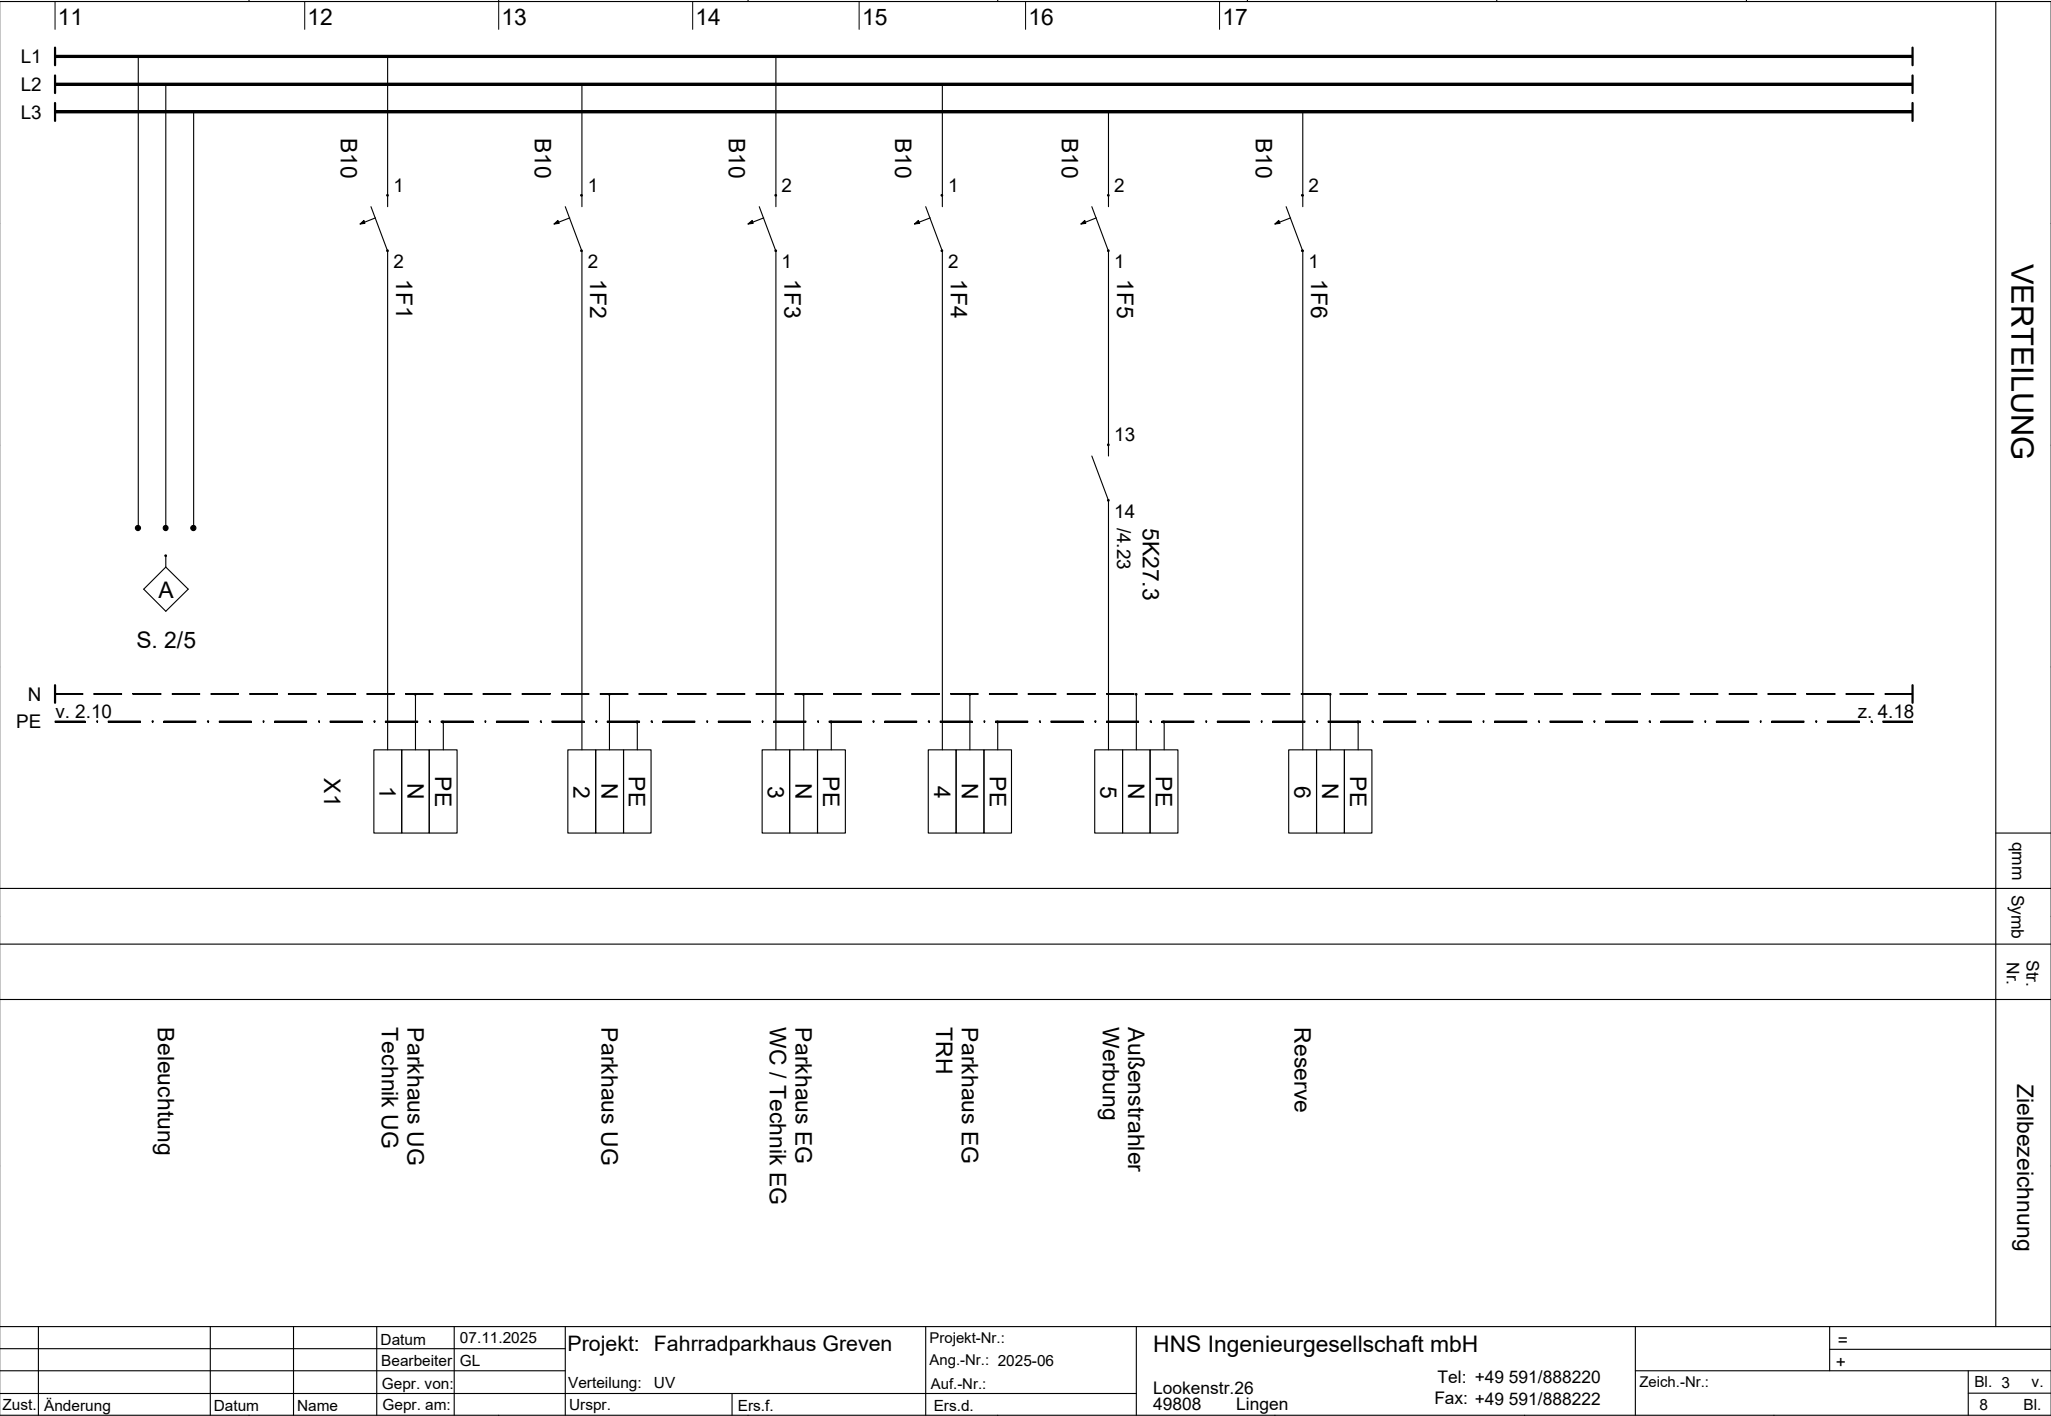 11 12 13 14 15 16 17
L1
L2
L3
B10 B10 B10 B10 B10 B10
1 1 2 1 2 2
2 2 1 2 1 1
1F1 1F2 1F3 1F4 1F5 1F6
13
14
/4.23
5K27.3
A
S. 2/5
N
v. 2.10
z. 4.18
PE
X1
1 N PE
2 N PE
3 N PE
4 N PE
5 N PE
6 N PE
VERTEILUNG
qmm
Symb
Str.
Nr.
Zielbezeichnung
Beleuchtung
Parkhaus UG
Technik UG
Parkhaus UG
Parkhaus EG
WC / Technik EG
Parkhaus EG
TRH
Außenstrahler
Werbung
Reserve
Zust. Änderung Datum Name
Datum 07.11.2025
Bearbeiter GL
Gepr. von:
Gepr. am:
Projekt: Fahrradparkhaus Greven
Verteilung: UV
Urspr. Ers.f. Ers.d.
Projekt-Nr.:
Ang.-Nr.: 2025-06
Auf.-Nr.:
HNS Ingenieurgesellschaft mbH
Lookenstr.26
49808 Lingen
Tel: +49 591/888220
Fax: +49 591/888222
Zeich.-Nr.:
=
+
Bl. 3 v.
8 Bl.